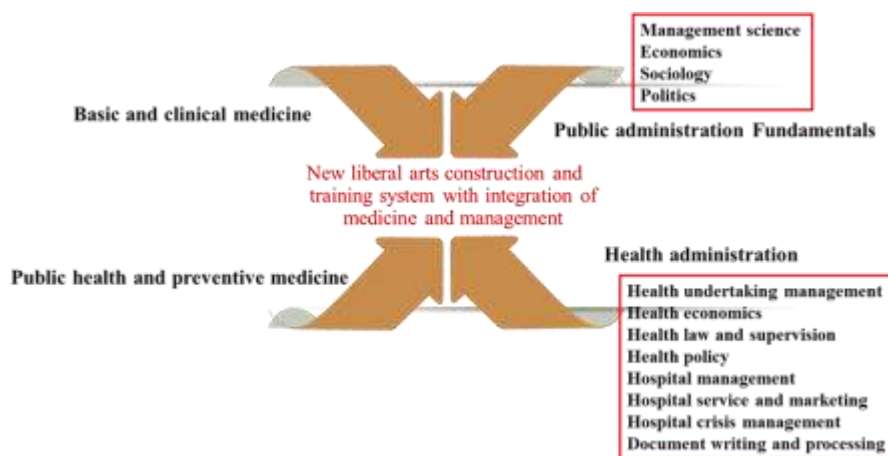 Management science
Economics
Sociology
Politics
Basic and clinical medicine
Public administration Fundamentals
New liberal arts construction and
training system with integration of
medicine and management
Public health and preventive medicine
Health administration
Health undertaking management
Health economics
Health law and supervision
Health policy
Hospital management
Hospital service and marketing
Hospital crisis management
Document writing and processing